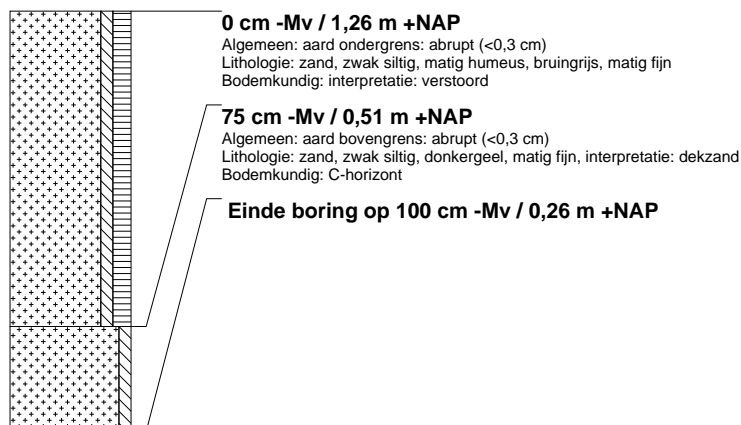 0 cm -Mv / 1,26 m +NAP
Algemeen: aard ondergrens: abrupt (<0,3 cm)
Lithologie: zand, zwak siltig, matig humeus, bruingrijs, matig fijn
Bodemkundig: interpretatie: verstoord
75 cm -Mv / 0,51 m +NAP
Algemeen: aard bovengrens: abrupt (<0,3 cm)
Lithologie: zand, zwak siltig, donkergeel, matig fijn, interpretatie: dekzand
Bodemkundig: C-horizont
Einde boring op 100 cm -Mv / 0,26 m +NAP